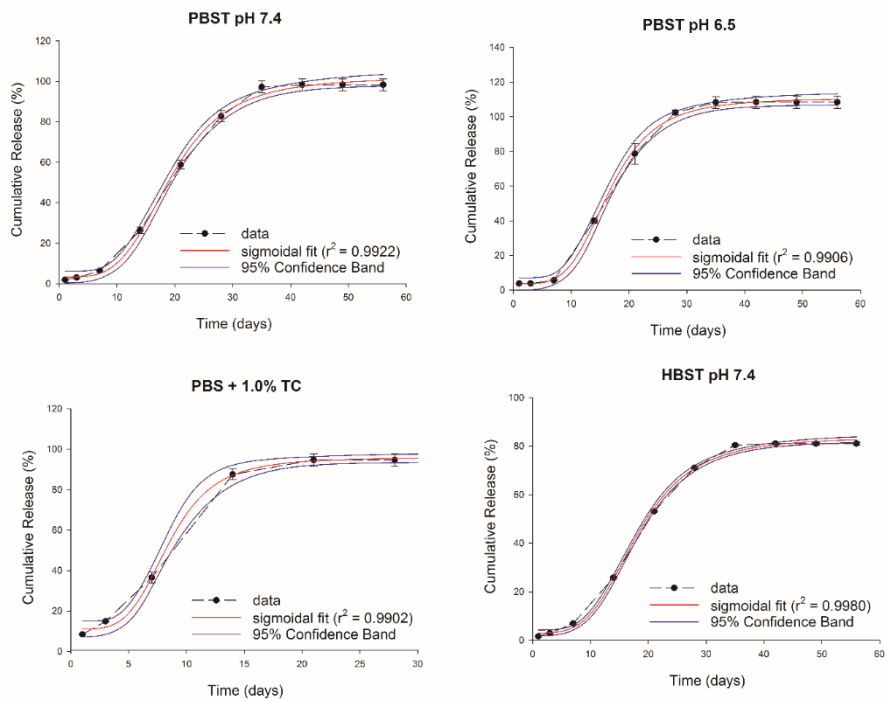 PBST pH 7.4
120
100
80
60
40
20
0
Cumulative Release (%)
data
sigmoidal fit (r² = 0.9922)
95% Confidence Band
0 10 20 30 40 50 60
Time (days)
PBST pH 6.5
140
120
100
80
60
40
20
0
Cumulative Release (%)
data
sigmoidal fit (r² = 0.9906)
95% Confidence Band
0 10 20 30 40 50 60
Time (days)
PBS + 1.0% TC
120
100
80
60
40
20
0
Cumulative Release (%)
data
sigmoidal fit (r² = 0.9902)
95% Confidence Band
0 5 10 15 20 25 30
Time (days)
HBST pH 7.4
100
80
60
40
20
0
Cumulative Release (%)
data
sigmoidal fit (r² = 0.9980)
95% Confidence Band
0 10 20 30 40 50 60
Time (days)